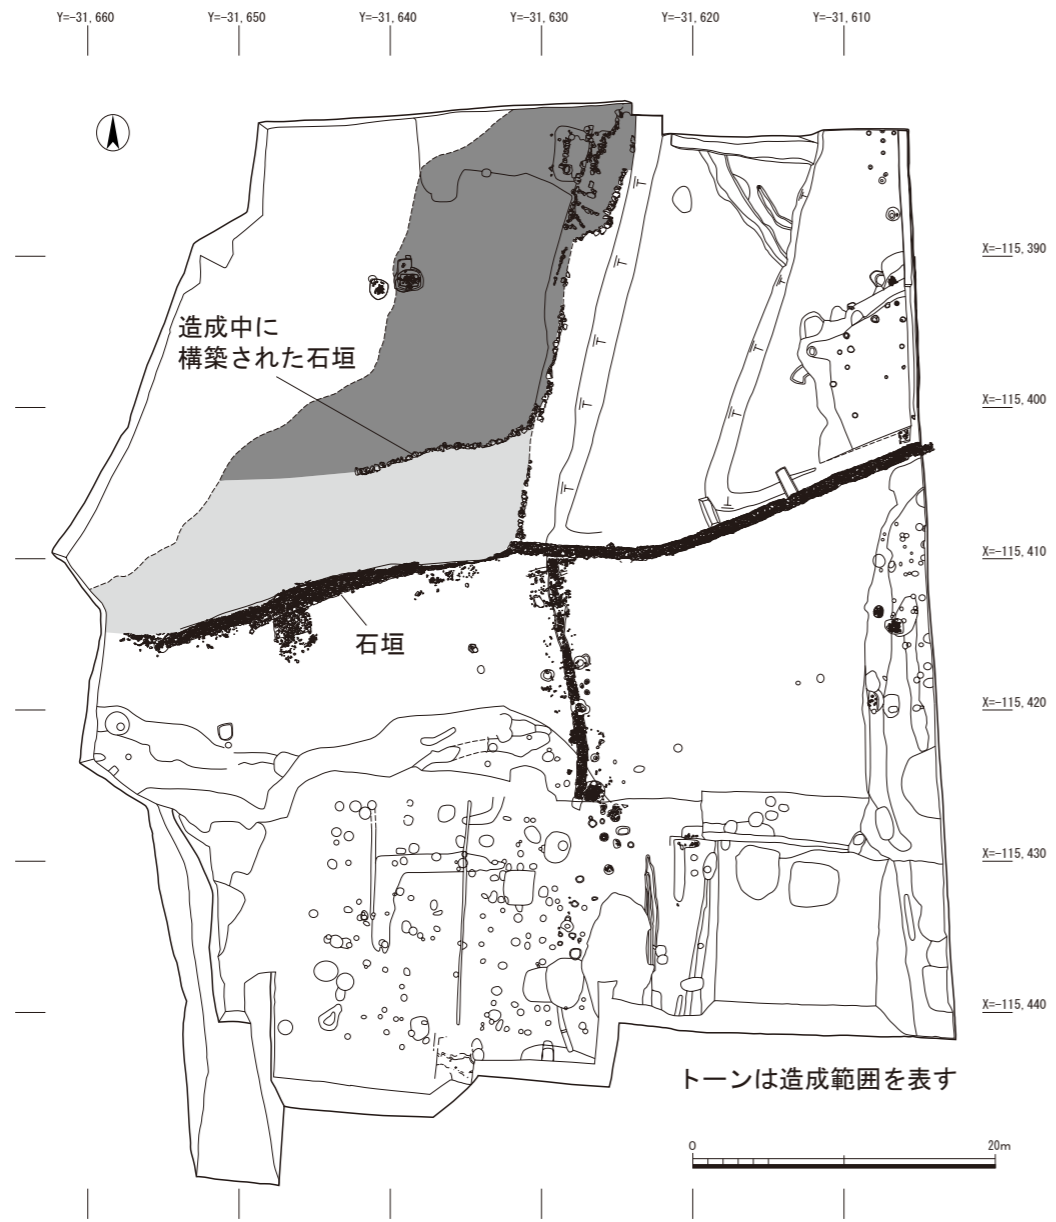 Y=-31,660
Y=-31,650
Y=-31,640
Y=-31,630
Y=-31,620
Y=-31,610
X=-115,390
造成中に
構築された石垣
X=-115,400
X=-115,410
石垣
X=-115,420
X=-115,430
X=-115,440
トーンは造成範囲を表す
0
20m